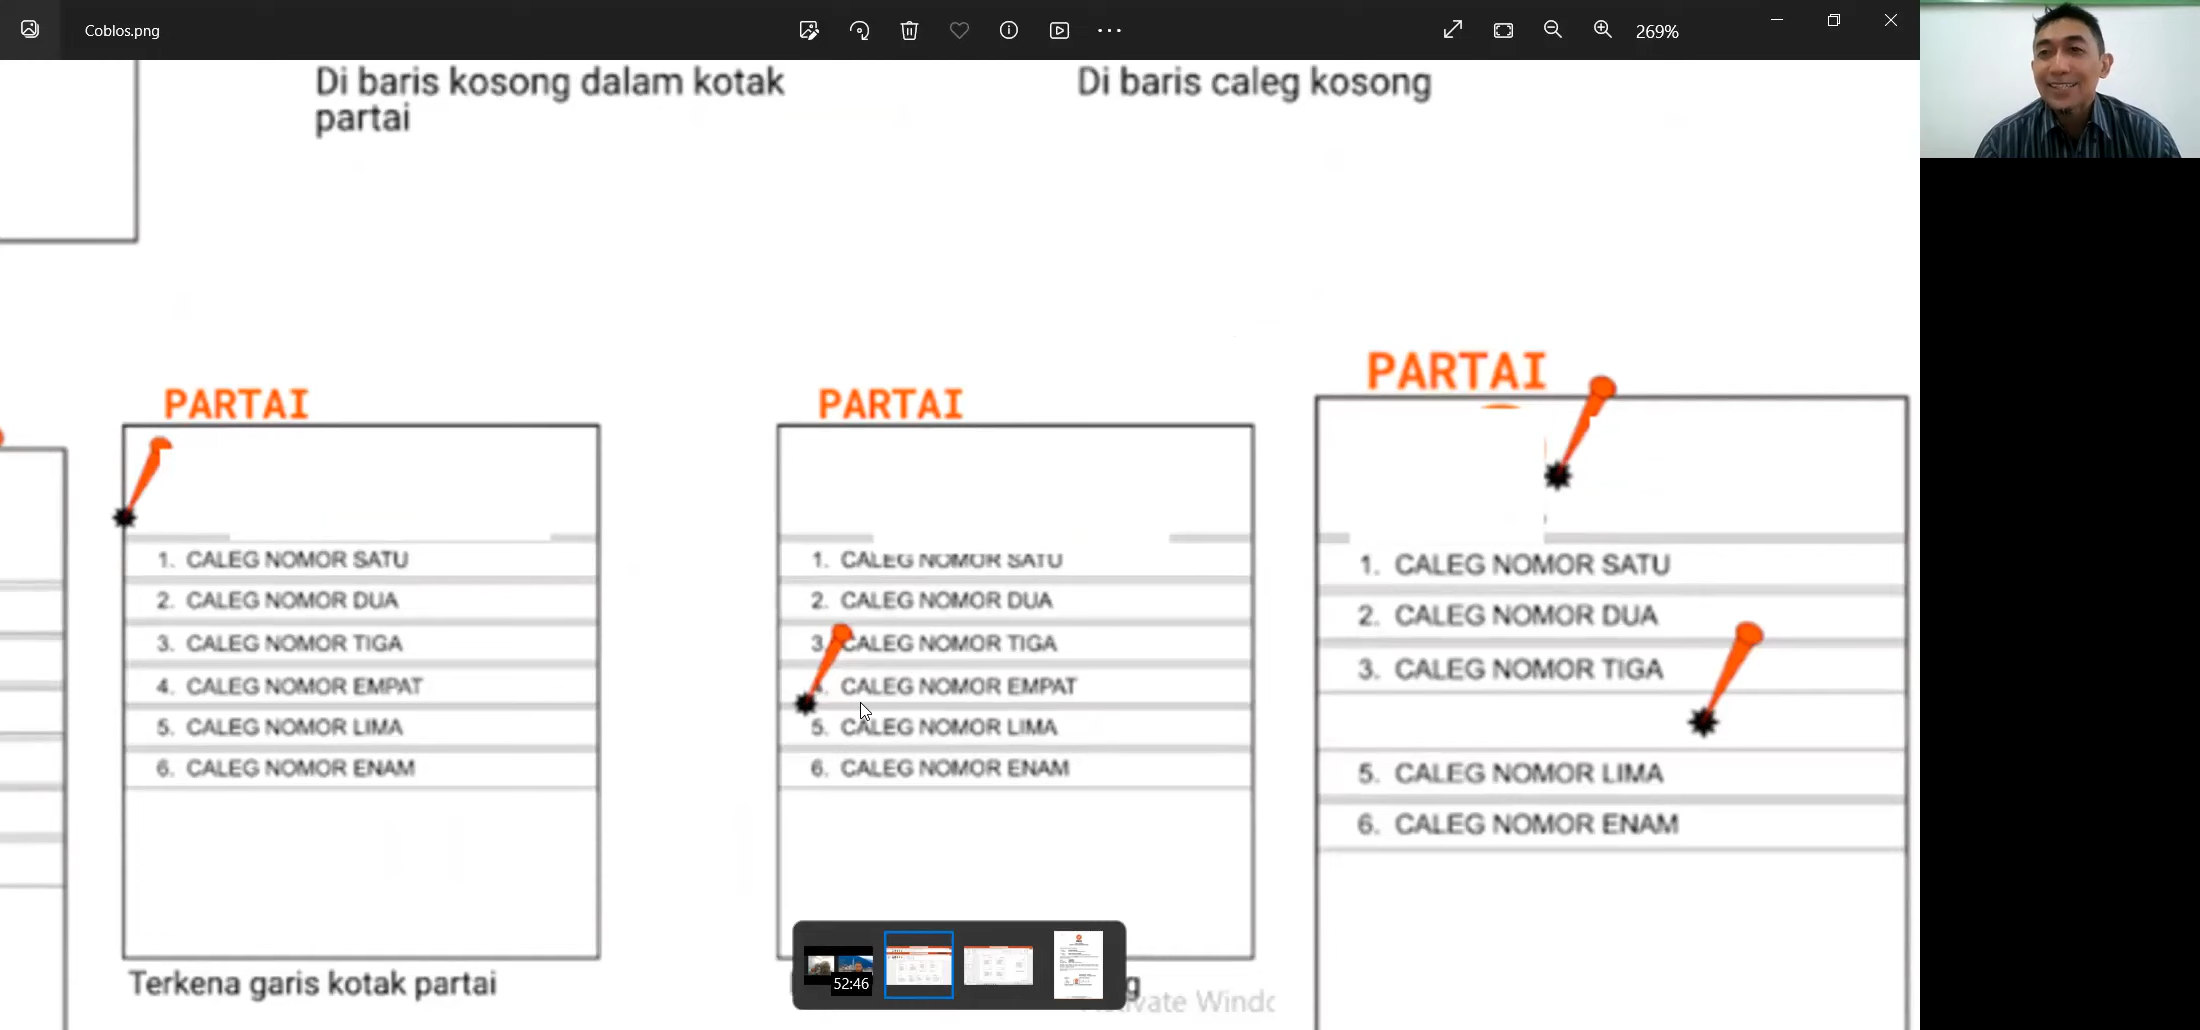 Coblos.png
269%
Di baris kosong dalam kotak
partai
Di baris caleg kosong
PARTAI
1. CALEG NOMOR SATU
2. CALEG NOMOR DUA
3. CALEG NOMOR TIGA
4. CALEG NOMOR EMPAT
5. CALEG NOMOR LIMA
6. CALEG NOMOR ENAM
Terkena garis kotak partai
PARTAI
1. CALEG NOMOR SATU
2. CALEG NOMOR DUA
3. CALEG NOMOR TIGA
CALEG NOMOR EMPAT
5. CALEG NOMOR LIMA
6. CALEG NOMOR ENAM
PARTAI
1. CALEG NOMOR SATU
2. CALEG NOMOR DUA
3. CALEG NOMOR TIGA
5. CALEG NOMOR LIMA
6. CALEG NOMOR ENAM
52:46